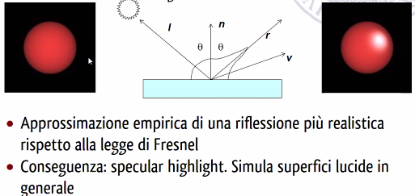 l n r
θ θ
v
• Approssimazione empirica di una riflessione più realistica
rispetto alla legge di Fresnel
• Conseguenza: specular highlight. Simula superfici lucide in
generale